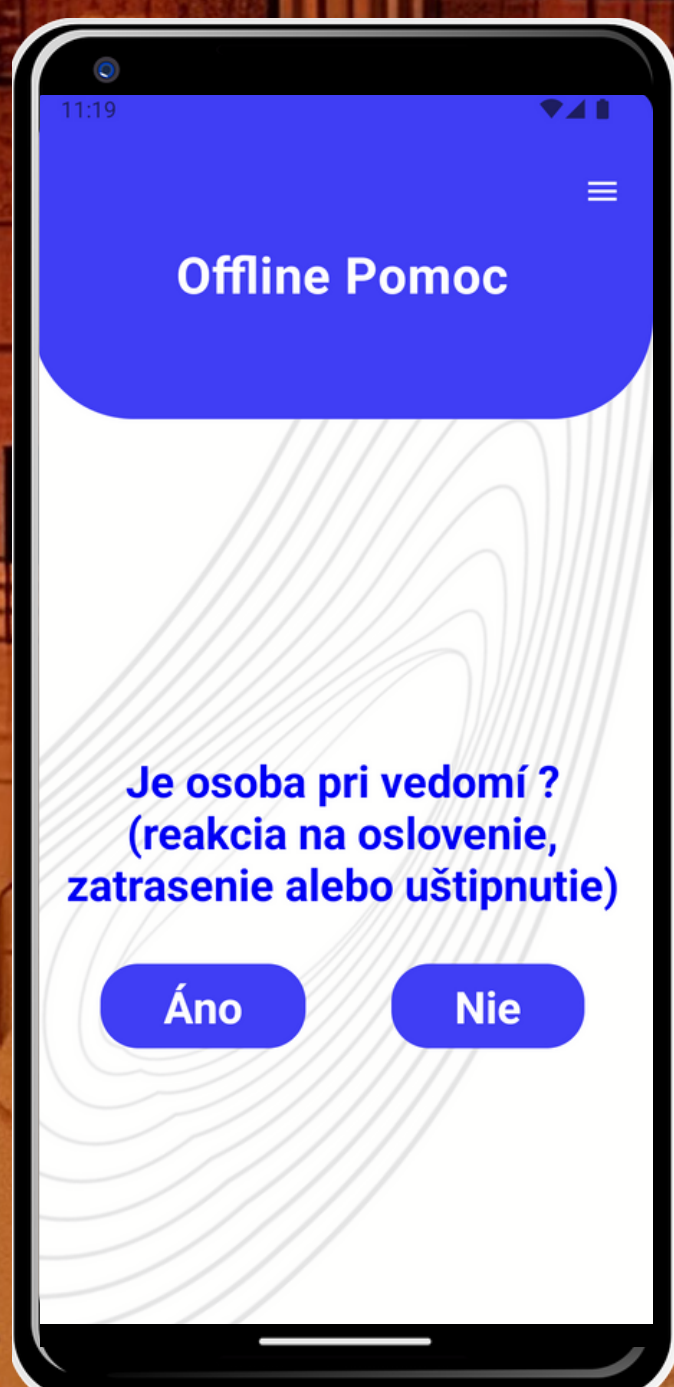 11:19
Offline Pomoc
Je osoba pri vedomí ?
(reakcia na oslovenie,
zatrasenie alebo uštipnutie)
Áno
Nie